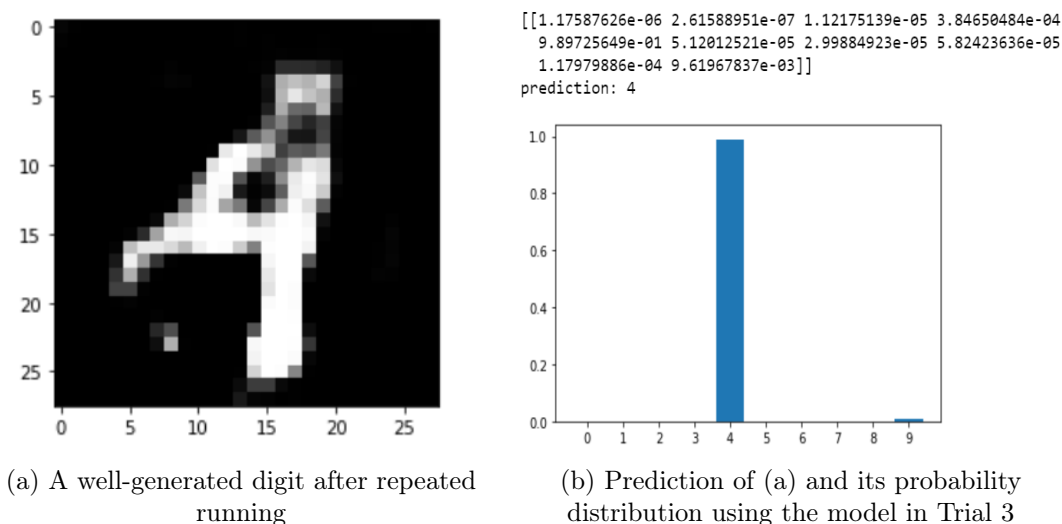 [[1.17587626e-06 2.61588951e-07 1.12175139e-05 3.84650484e-04
9.89725649e-01 5.12012521e-05 2.99884923e-05 5.82423636e-05
1.17979886e-04 9.61967837e-03]]
prediction: 4
0
5
10
15
20
25
0 5 10 15 20 25
1.0
0.8
0.6
0.4
0.2
0.0
0 1 2 3 4 5 6 7 8 9
(a) A well-generated digit after repeated
running
(b) Prediction of (a) and its probability
distribution using the model in Trial 3